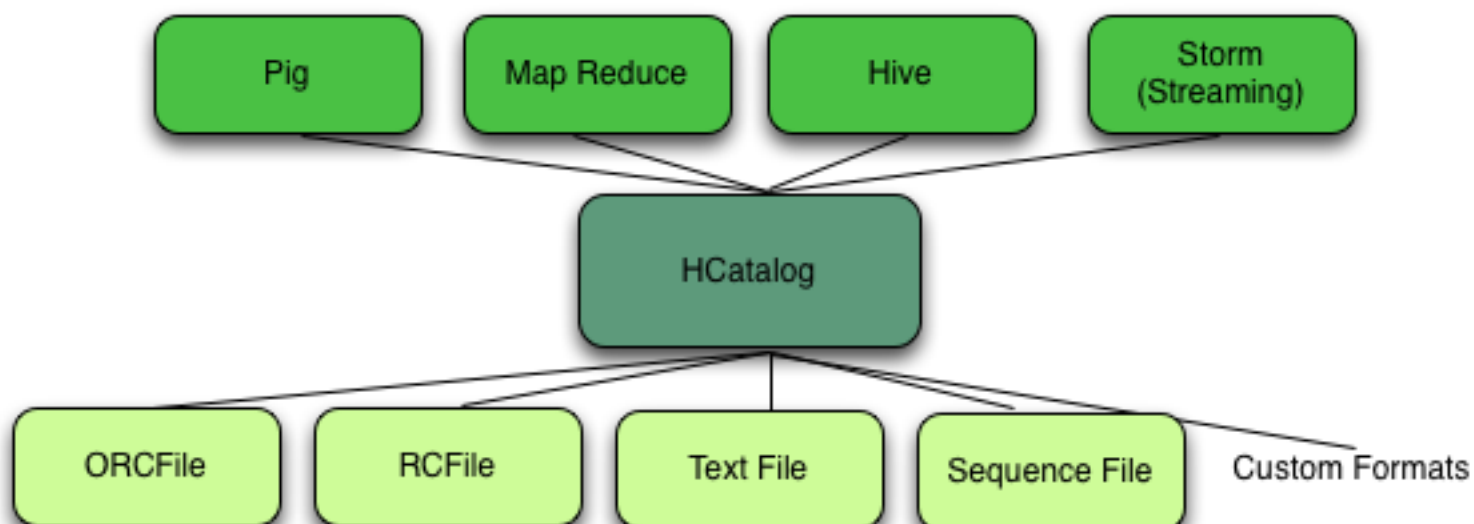 Pig
Map Reduce
Hive
Storm
(Streaming)
HCatalog
ORCFile
RCFile
Text File
Sequence File
Custom Formats